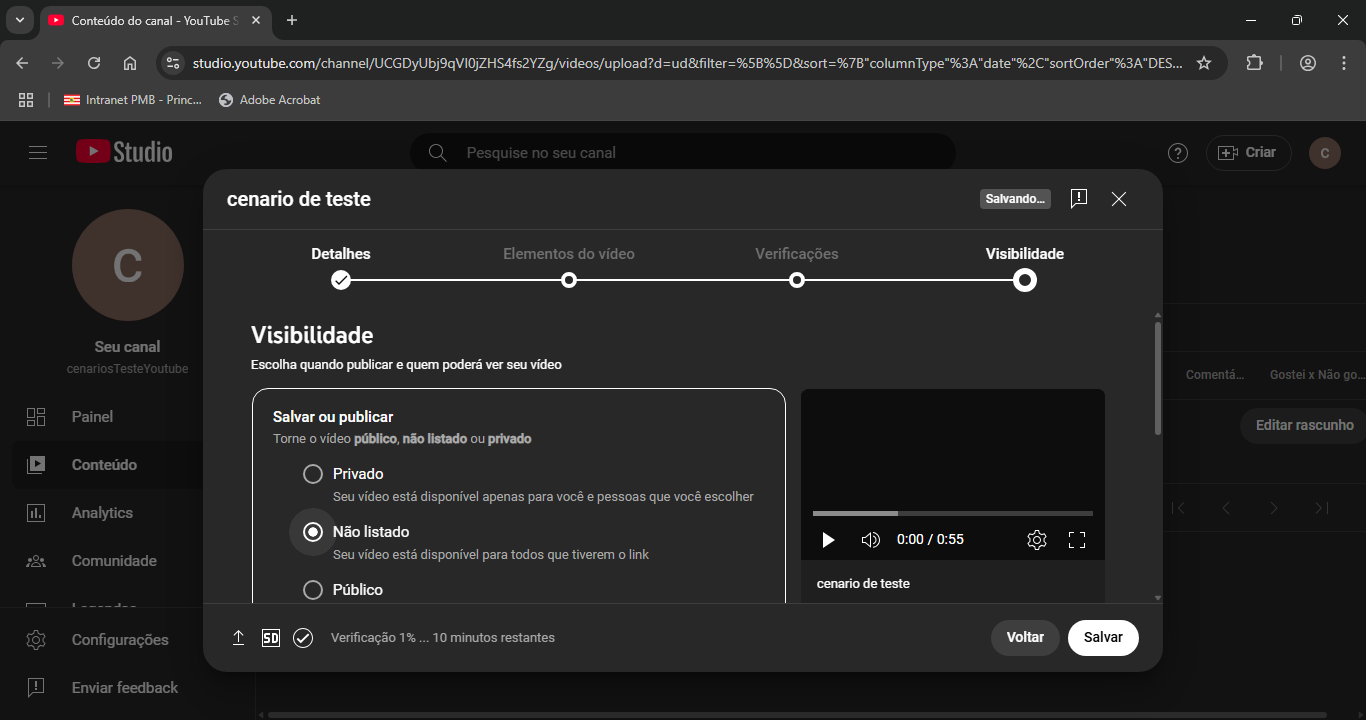 Conteúdo do canal - YouTube S
studio.youtube.com/channel/UCGDyUbj9qVI0jZHS4fs2YZg/videos/upload?d=ud&filter=%5B%5D&sort=%7B"columnType"%3A"date"%2C"sortOrder"%3A"DES...
Intranet PMB - Princ...
Adobe Acrobat
Studio
Pesquise no seu canal
Criar
C
cenario de teste
Salvando...
Detalhes
Elementos do vídeo
Verificações
Visibilidade
C
Seu canal
cenariosTesteYoutube
Painel
Conteúdo
Analytics
Comunidade
Configurações
Enviar feedback
Visibilidade
Escolha quando publicar e quem poderá ver seu vídeo
Salvar ou publicar
Torne o vídeo público, não listado ou privado
Privado
Seu vídeo está disponível apenas para você e pessoas que você escolher
Não listado
Seu vídeo está disponível para todos que tiverem o link
Público
0:00 / 0:55
cenario de teste
Comentá...
Gostei x Não go...
Editar rascunho
SD
Verificação 1% ... 10 minutos restantes
Voltar
Salvar